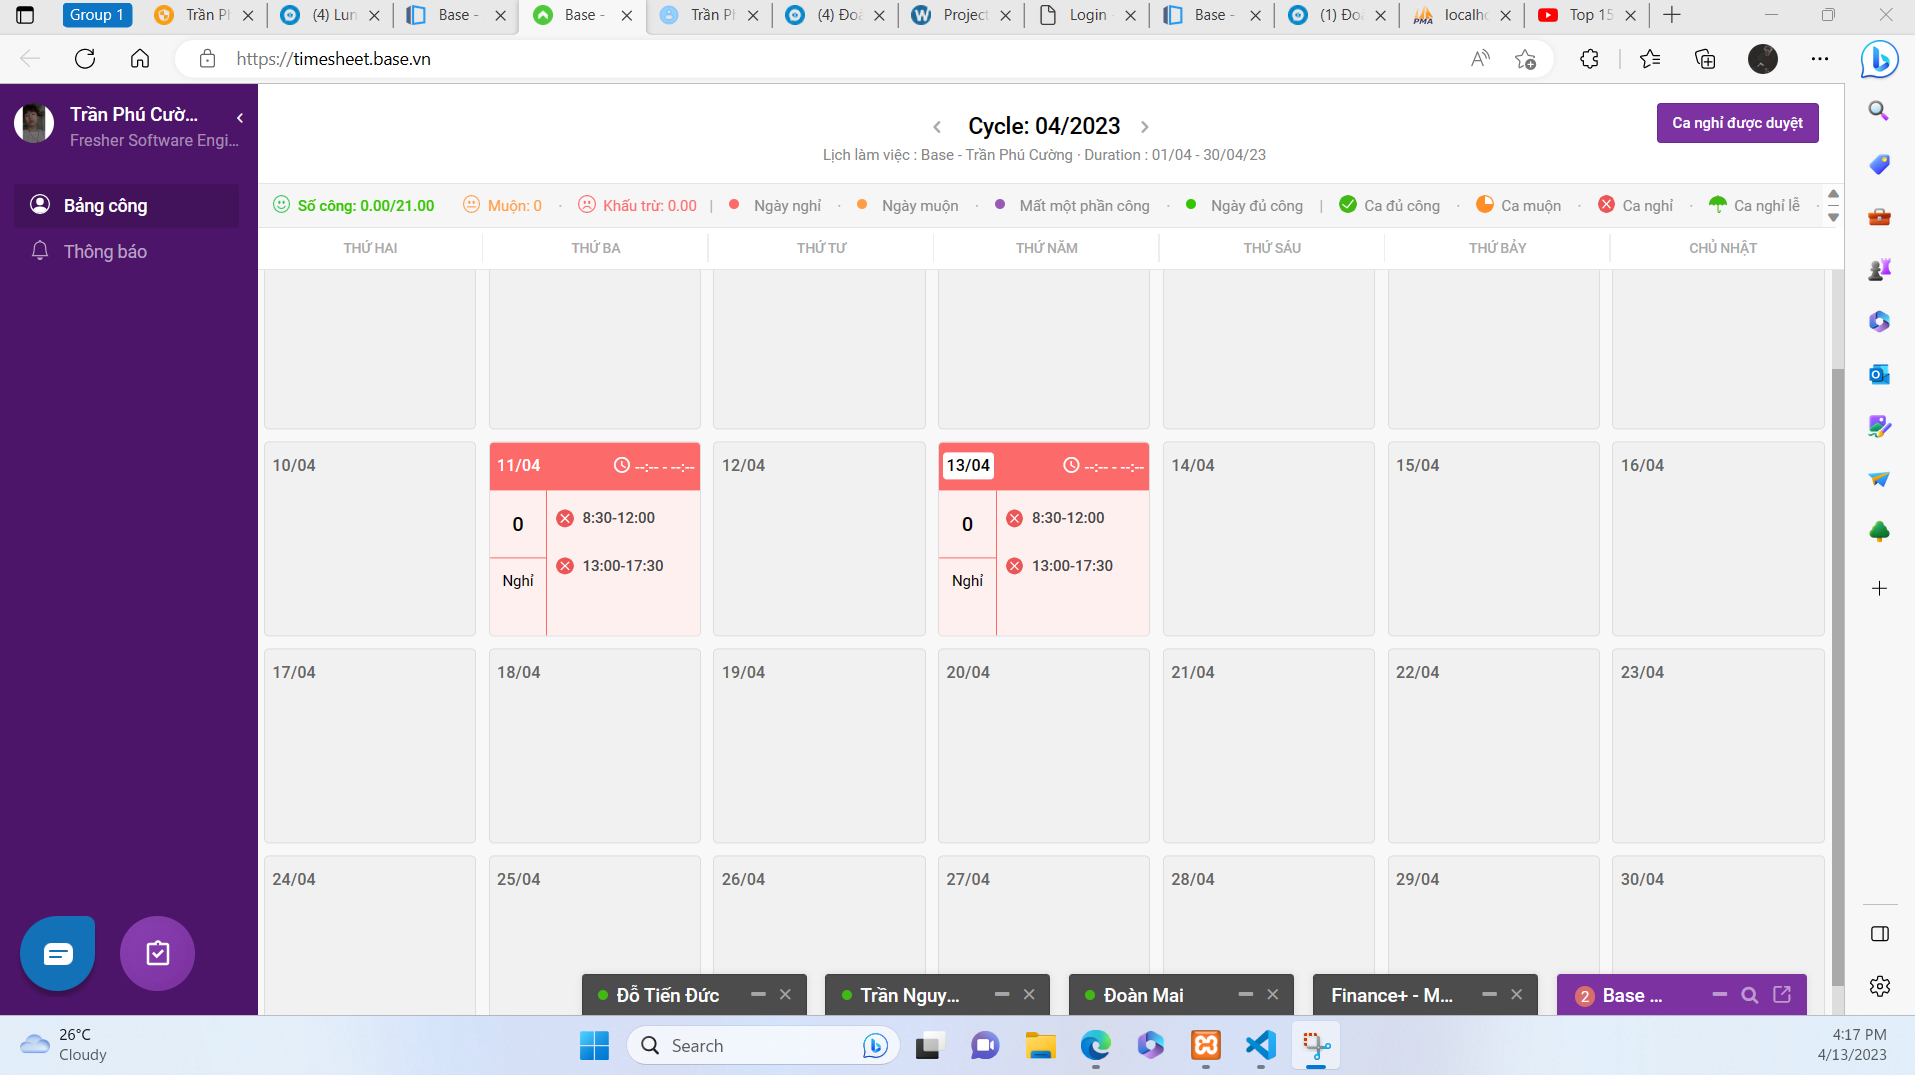 Group 1
Trần Ph
(4) Lun
Base -
Base -
Trần Ph
(4) Đoà
Project
Login
Base -
(1) Đoà
localho
Top 15
https://timesheet.base.vn
Trần Phú Cườ...
Fresher Software Engi...
Bảng công
Thông báo
Cycle: 04/2023
Lịch làm việc : Base - Trần Phú Cường · Duration : 01/04 - 30/04/23
Ca nghỉ được duyệt
Số công: 0.00/21.00
Muộn: 0 ·
Khấu trừ: 0.00 |
Ngày nghỉ ·
Ngày muộn ·
Mất một phần công ·
Ngày đủ công |
Ca đủ công ·
Ca muộn ·
Ca nghỉ ·
Ca nghỉ lễ ·
THỨ HAI
THỨ BA
THỨ TƯ
THỨ NĂM
THỨ SÁU
THỨ BẢY
CHỦ NHẬT
10/04
11/04 --:-- - --:--
0
Nghỉ
8:30-12:00
13:00-17:30
12/04
13/04 --:-- - --:--
0
Nghỉ
8:30-12:00
13:00-17:30
14/04
15/04
16/04
17/04
18/04
19/04
20/04
21/04
22/04
23/04
24/04
25/04
26/04
27/04
28/04
29/04
30/04
Đỗ Tiến Đức
Trần Nguy...
Đoàn Mai
Finance+ - M...
2 Base ...
26°C
Cloudy
Search
4:17 PM
4/13/2023